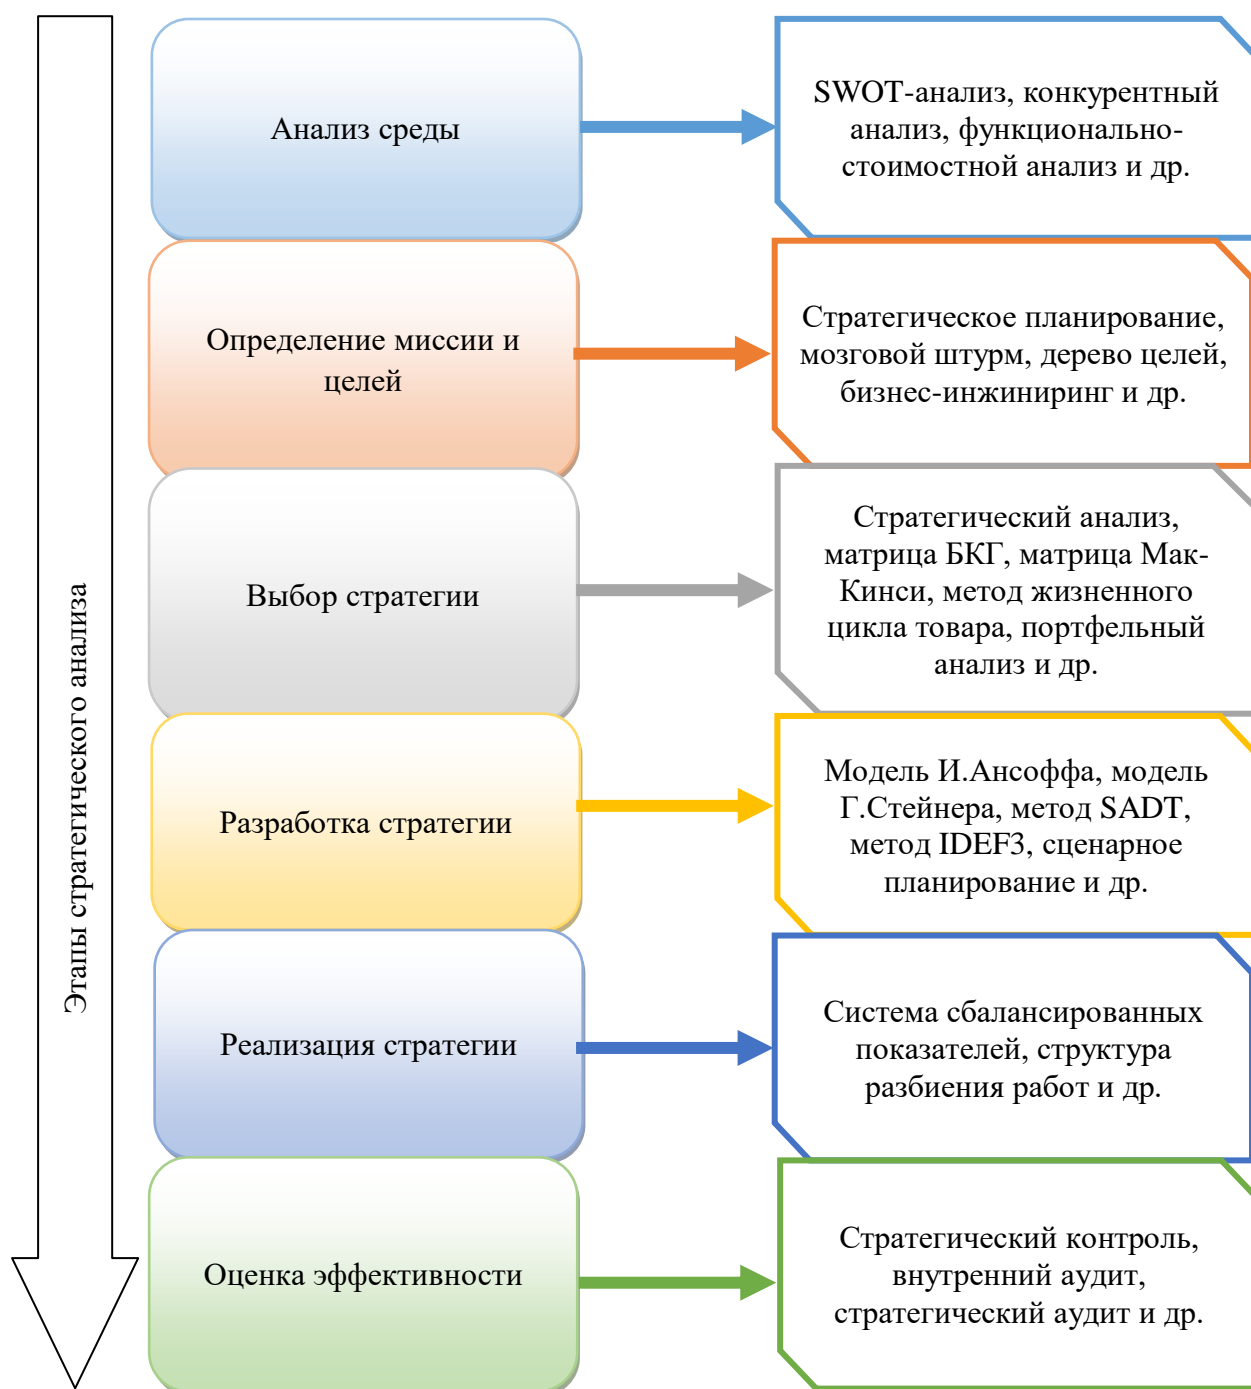 Этапы стратегического анализа
Анализ среды
SWOT-анализ, конкурентный
анализ, функционально-
стоимостной анализ и др.
Определение миссии и
целей
Стратегическое планирование,
мозговой штурм, дерево целей,
бизнес-инжиниринг и др.
Выбор стратегии
Стратегический анализ,
матрица БКГ, матрица Мак-
Кинси, метод жизненного
цикла товара, портфельный
анализ и др.
Разработка стратегии
Модель И.Ансоффа, модель
Г.Стейнера, метод SADT,
метод IDEF3, сценарное
планирование и др.
Реализация стратегии
Система сбалансированных
показателей, структура
разбиения работ и др.
Оценка эффективности
Стратегический контроль,
внутренний аудит,
стратегический аудит и др.